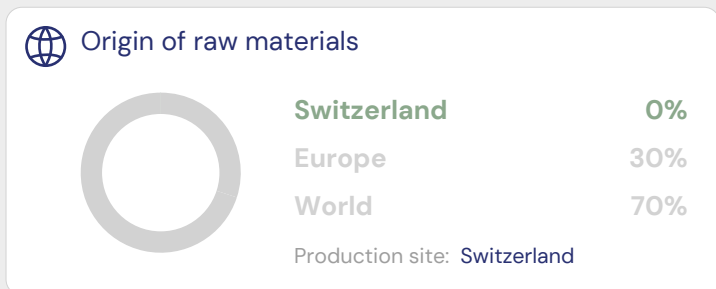 Origin of raw materials
Switzerland 0%
Europe 30%
World 70%
Production site: Switzerland